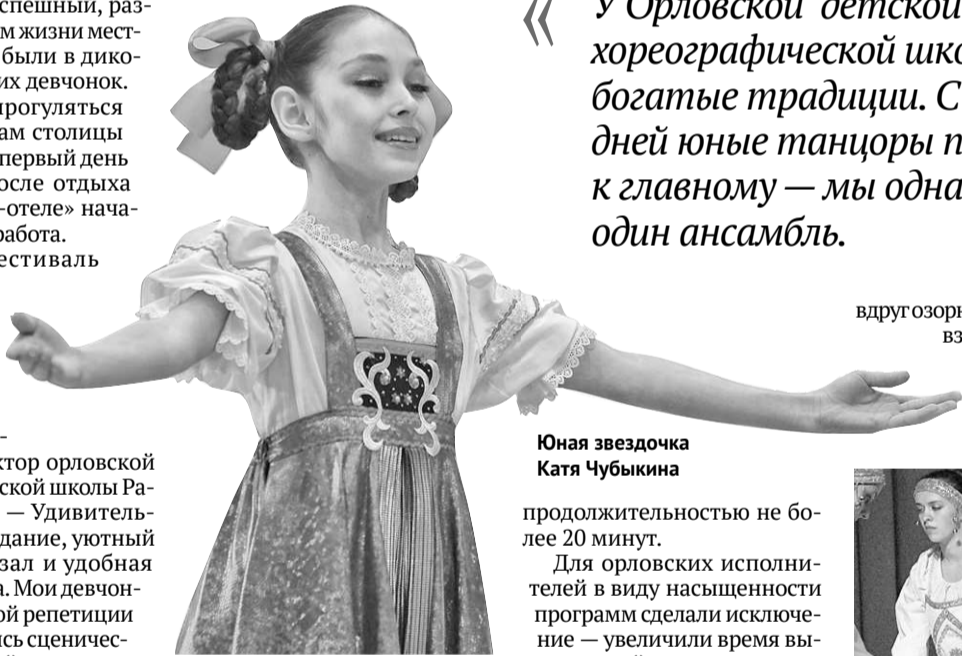 спешный, раз-
м жизни мест-
были в дико-
их девчонок.
прогуляться
ам столицы
первый день
осле отдыха
-отеле» нача-
работа.
естиваль
-
ктор орловской
ской школы Ра-
— Удивитель-
дание, уютный
зал и удобная
а. Мои девчон-
ой репетиции
сь сценичес-
«
У Орловской детской
хореографической шко
богатые традиции. С
дней юные танцоры п
к главному — мы одна
один ансамбль.
вдруг озорн
вз
Юная звездочка
Катя Чубыкина
продолжительностью не бо-
лее 20 минут.
Для орловских исполни-
телей в виду насыщенности
программ сделали исключе-
ние — увеличили время вы-